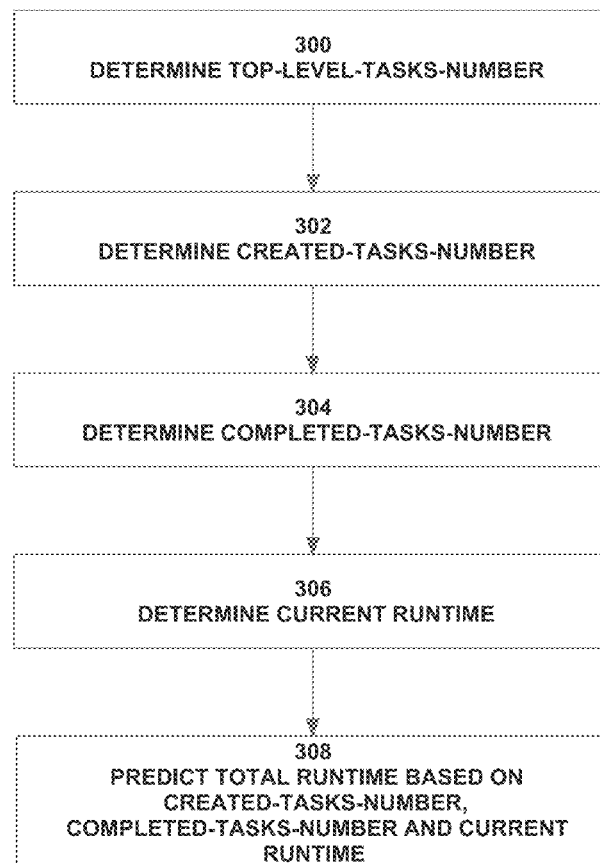 300
DETERMINE TOP-LEVEL-TASKS-NUMBER
302
DETERMINE CREATED-TASKS-NUMBER
304
DETERMINE COMPLETED-TASKS-NUMBER
306
DETERMINE CURRENT RUNTIME
308
PREDICT TOTAL RUNTIME BASED ON
CREATED-TASKS-NUMBER,
COMPLETED-TASKS-NUMBER AND CURRENT
RUNTIME